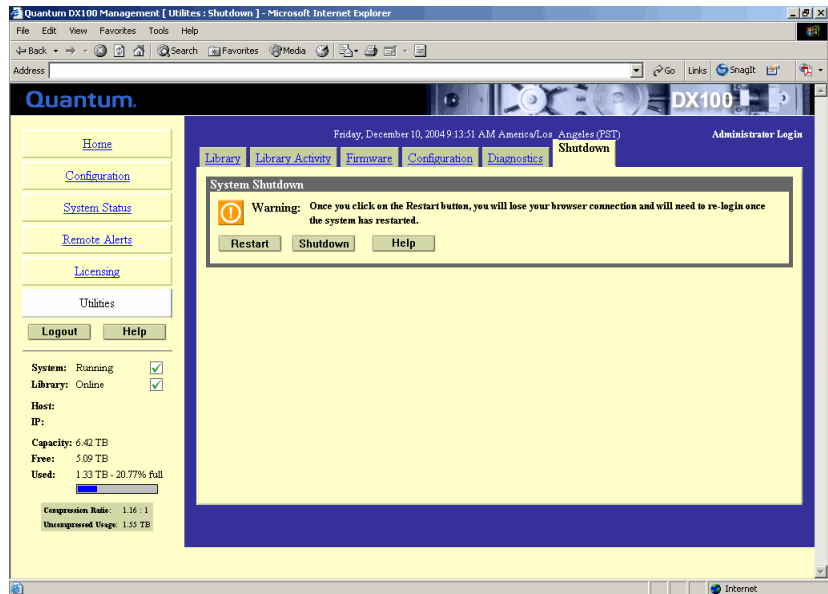 Quantum DX100 Management [ Utilites : Shutdown ] - Microsoft Internet Explorer
File Edit View Favorites Tools Help
Back Search Favorites Media
Address Go Links SnagIt
Quantum. DX100
Friday, December 10, 2004 9:13:51 AM America/Los_Angeles (PST) Administrator Login
Library Library Activity Firmware Configuration Diagnostics Shutdown
Home
Configuration
System Status
Remote Alerts
Licensing
Utilities
Logout Help
System: Running
Library: Online
Host:
IP:
Capacity: 6.42 TB
Free: 5.09 TB
Used: 1.33 TB - 20.77% full
Compression Ratio: 1.16 : 1
Uncompressed Usage: 1.55 TB
System Shutdown
Warning: Once you click on the Restart button, you will lose your browser connection and will need to re-login once
the system has restarted.
Restart Shutdown Help
Internet